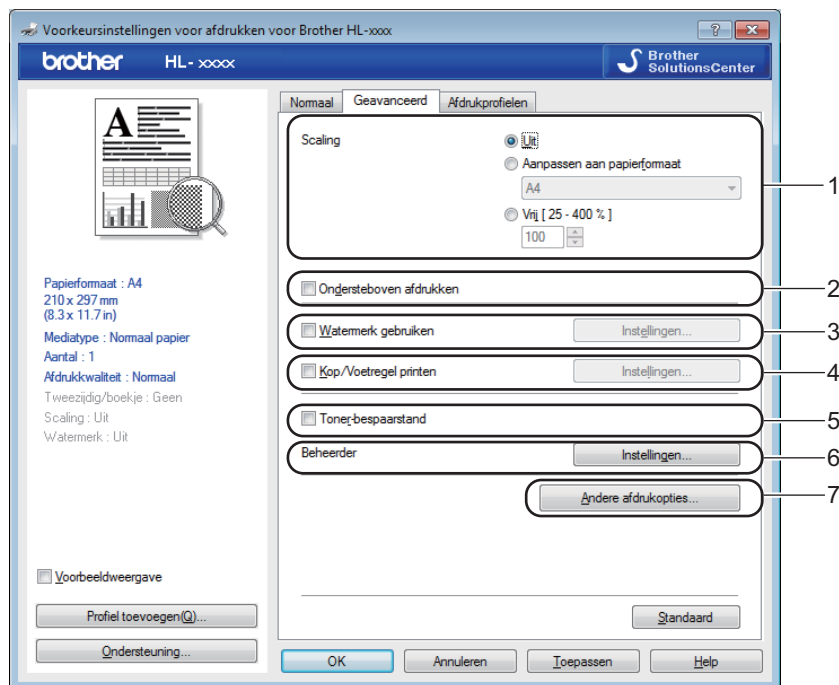 Voorkeursinstellingen voor afdrukken voor Brother HL-xxxx
brother HL- xxxx
Brother
SolutionsCenter
Normaal Geavanceerd Afdrukprofielen
A
Scaling
Uit
Aanpassen aan papierformaat
A4
Vrij [ 25 - 400 % ]
100
1
Ondersteboven afdrukken
2
Watermerk gebruiken Instellingen...
3
Kop/Voetregel printen Instellingen...
4
Toner-bespaarstand
5
Beheerder Instellingen...
6
Andere afdrukopties...
7
Papierformaat : A4
210 x 297 mm
(8.3 x 11.7 in)
Mediatype : Normaal papier
Aantal : 1
Afdrukkwaliteit : Normaal
Tweezijdig/boekje : Geen
Scaling : Uit
Watermerk : Uit
Voorbeeldweergave
Profiel toevoegen(Q)...
Ondersteuning...
Standaard
OK Annuleren Toepassen Help